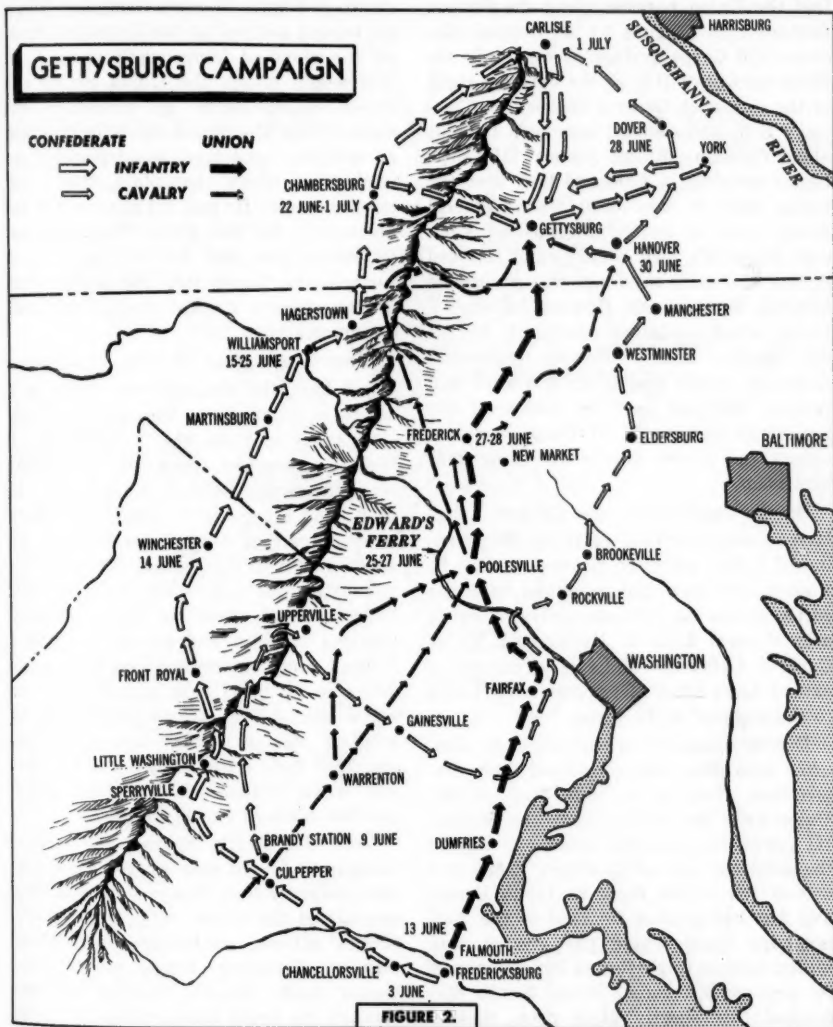 GETTYSBURG CAMPAIGN
CONFEDERATE UNION
INFANTRY
CAVALRY
CARLISLE
1 JULY
HARRISBURG
SUSQUEHANNA
RIVER
DOVER
28 JUNE
YORK
CHAMBERSBURG
22 JUNE-1 JULY
GETTYSBURG
HANOVER
30 JUNE
HAGERSTOWN
MANCHESTER
WILLIAMSPORT
15-25 JUNE
WESTMINSTER
MARTINSBURG
FREDERICK
27-28 JUNE
NEW MARKET
ELDERSBURG
BALTIMORE
EDWARD'S
FERRY
25-27 JUNE
WINCHESTER
14 JUNE
BROOKEVILLE
POOLESVILLE
ROCKVILLE
UPPERVILLE
WASHINGTON
FRONT ROYAL
FAIRFAX
GAINESVILLE
LITTLE WASHINGTON
WARRENTON
SPERRYVILLE
BRANDY STATION 9 JUNE
DUMFRIES
CULPEPPER
13 JUNE
FALMOUTH
CHANCELLORSVILLE
FREDERICKSBURG
3 JUNE
FIGURE 2.